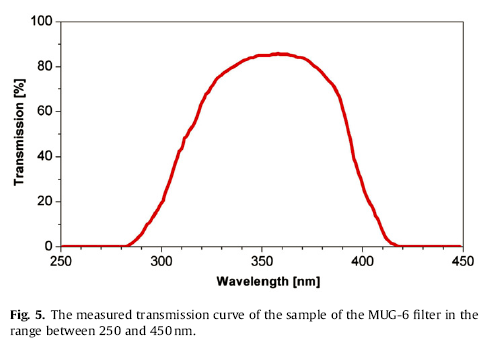 100
80
60
40
20
0
Transmission [%]
250 300 350 400 450
Wavelength [nm]
Fig. 5. The measured transmission curve of the sample of the MUG-6 filter in the
range between 250 and 450 nm.